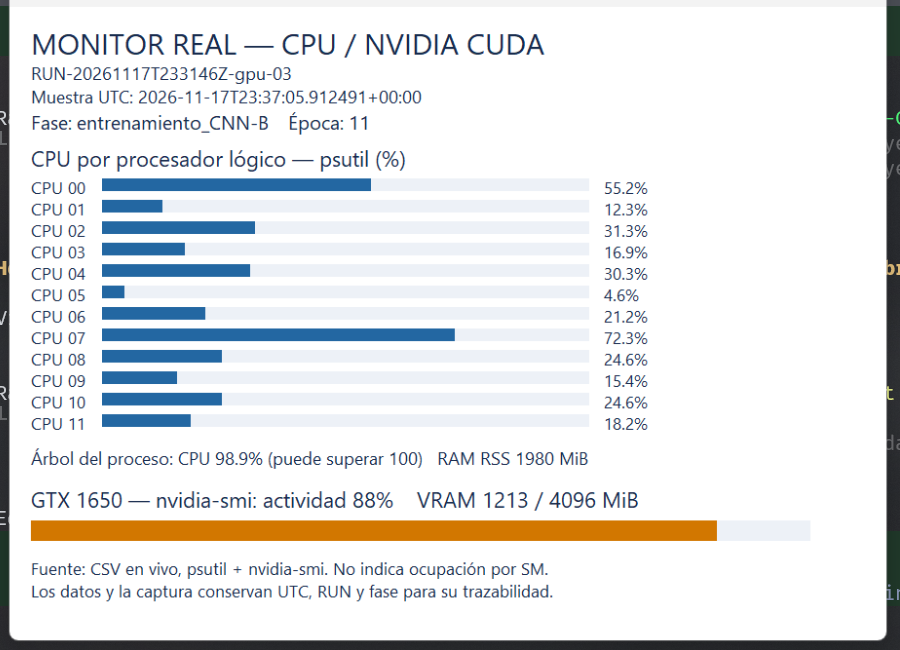 MONITOR REAL — CPU / NVIDIA CUDA
RUN-20261117T233146Z-gpu-03
Muestra UTC: 2026-11-17T23:37:05.912491+00:00
Fase: entrenamiento_CNN-B Época: 11
CPU por procesador lógico — psutil (%)
CPU 00 55.2%
CPU 01 12.3%
CPU 02 31.3%
CPU 03 16.9%
CPU 04 30.3%
CPU 05 4.6%
CPU 06 21.2%
CPU 07 72.3%
CPU 08 24.6%
CPU 09 15.4%
CPU 10 24.6%
CPU 11 18.2%
Árbol del proceso: CPU 98.9% (puede superar 100) RAM RSS 1980 MiB
GTX 1650 — nvidia-smi: actividad 88% VRAM 1213 / 4096 MiB
Fuente: CSV en vivo, psutil + nvidia-smi. No indica ocupación por SM.
Los datos y la captura conservan UTC, RUN y fase para su trazabilidad.